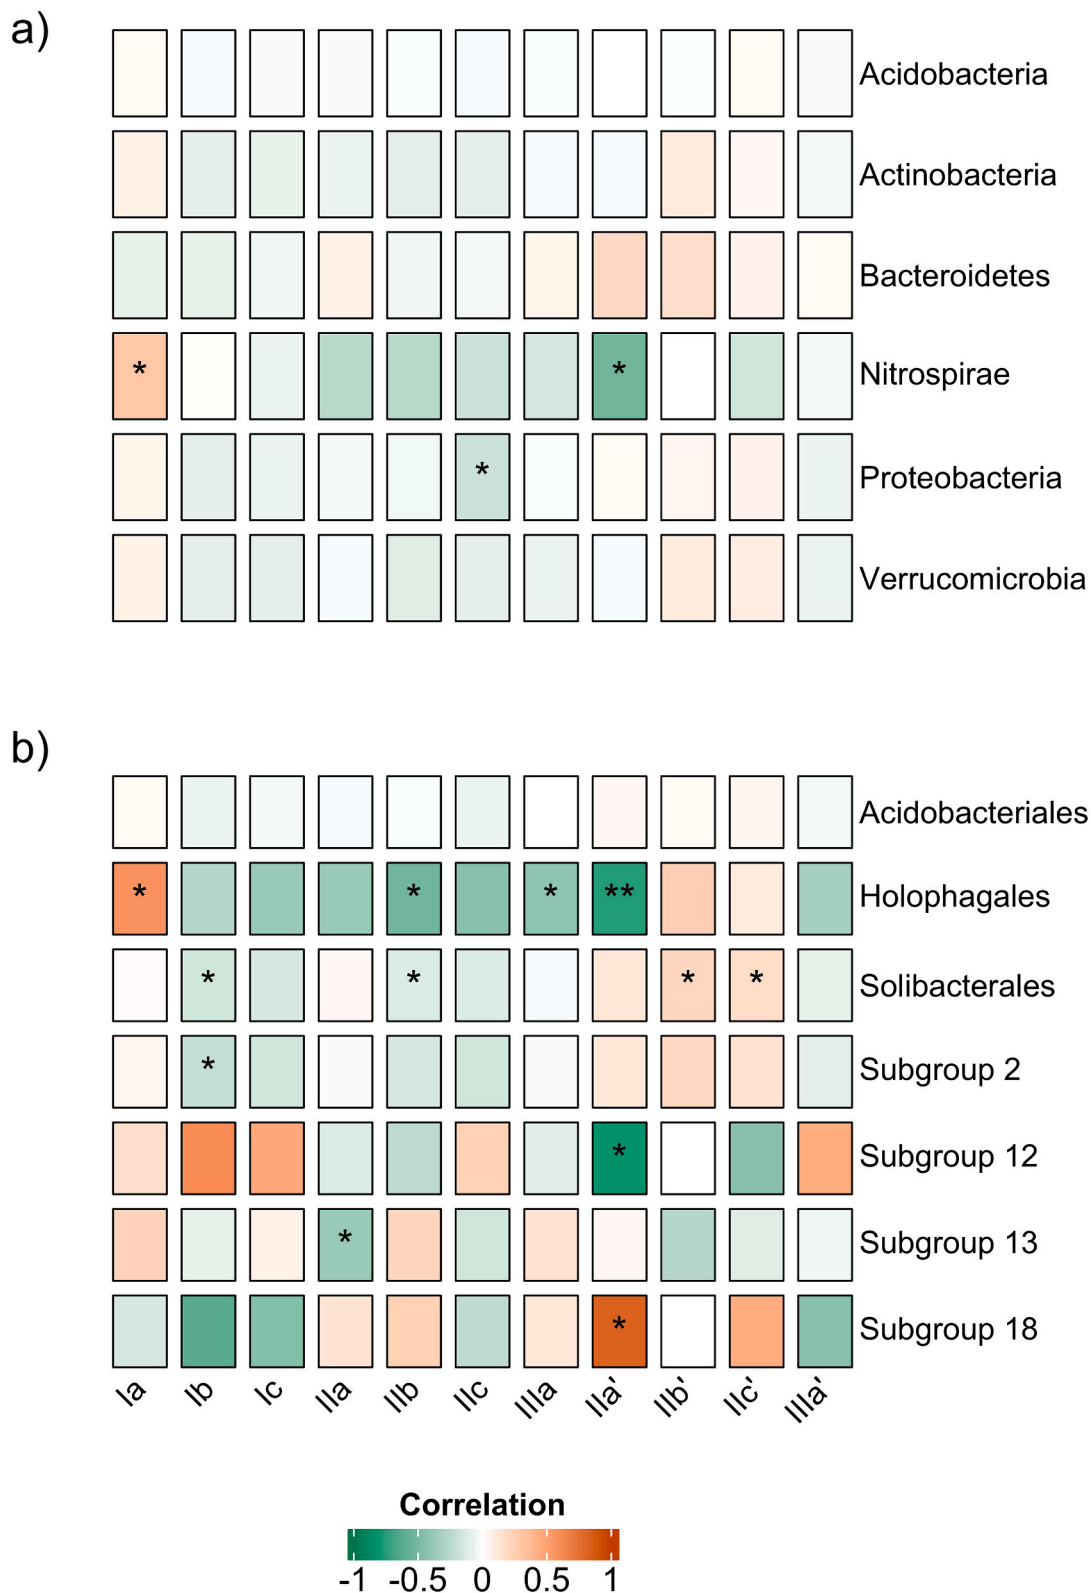 a)
Acidobacteria
Actinobacteria
Bacteroidetes
* * Nitrospirae
* Proteobacteria
Verrucomicrobia
b)
Acidobacteriales
* * * ** Holophagales
* * * * Solibacterales
* Subgroup 2
* Subgroup 12
* Subgroup 13
* Subgroup 18
Ia Ib Ic IIa IIb IIc IIIa IIa' IIb' IIc' IIIa'
Correlation
-1 -0.5 0 0.5 1